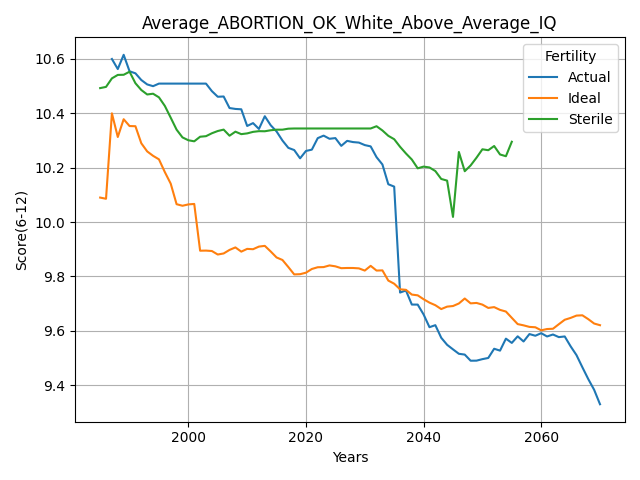 Average_ABORTION_OK_White_Above_Average_IQ
Fertility
Actual
Ideal
Sterile
Score(6-12)
10.6
10.4
10.2
10.0
9.8
9.6
9.4
2000
2020
2040
2060
Years